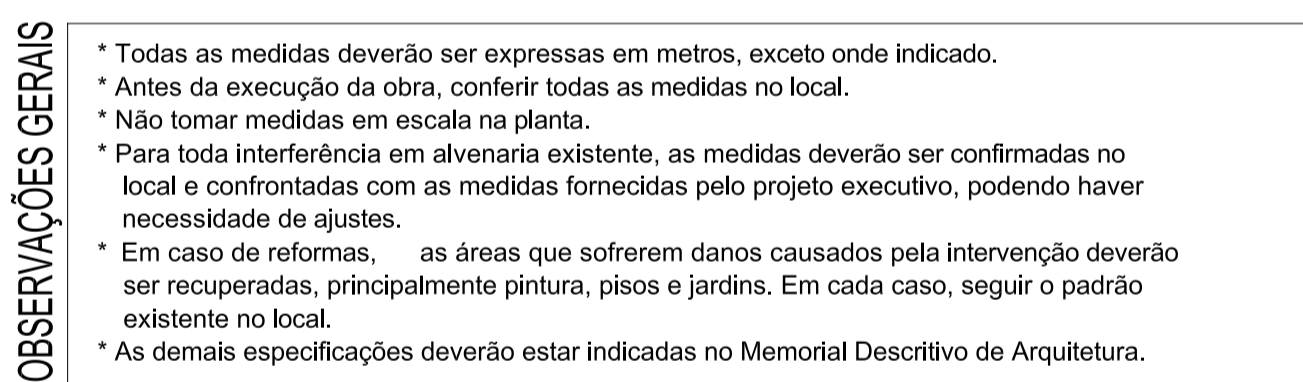 OBSERVAÇÕES GERAIS
* Todas as medidas deverão ser expressas em metros, exceto onde indicado.
* Antes da execução da obra, conferir todas as medidas no local.
* Não tomar medidas em escala na planta.
* Para toda interferência em alvenaria existente, as medidas deverão ser confirmadas no
local e confrontadas com as medidas fornecidas pelo projeto executivo, podendo haver
necessidade de ajustes.
* Em caso de reformas, as áreas que sofrerem danos causados pela intervenção deverão
ser recuperadas, principalmente pintura, pisos e jardins. Em cada caso, seguir o padrão
existente no local.
* As demais especificações deverão estar indicadas no Memorial Descritivo de Arquitetura.